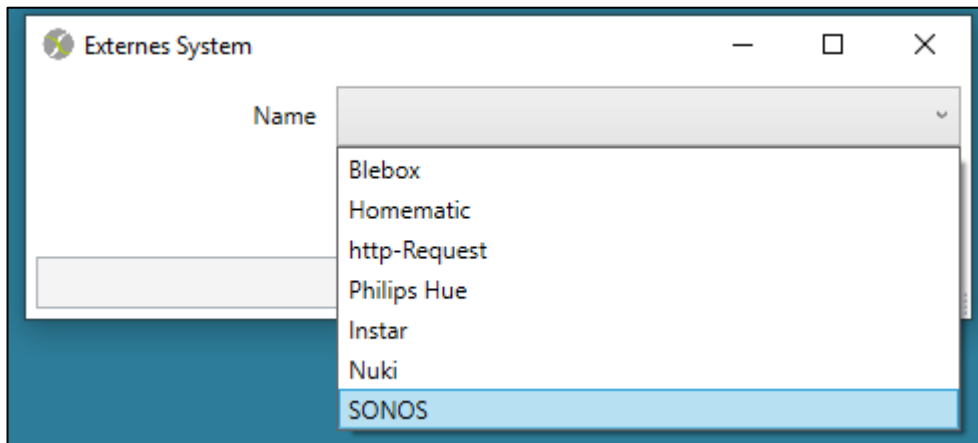 Externes System
Name
Blebox
Homematic
http-Request
Philips Hue
Instar
Nuki
SONOS